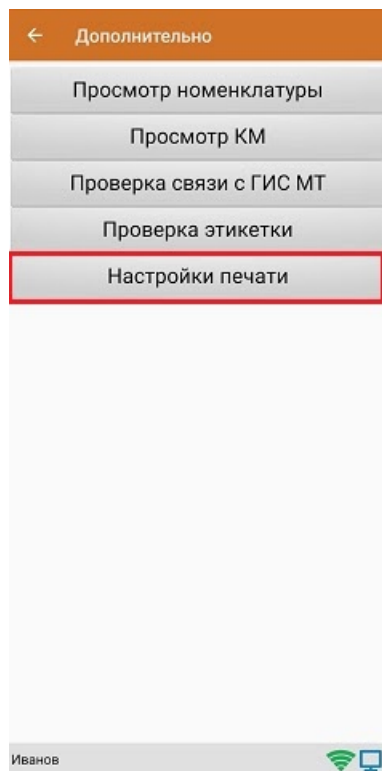 Дополнительно
Просмотр номенклатуры
Просмотр КМ
Проверка связи с ГИС МТ
Проверка этикетки
Настройки печати
Иванов